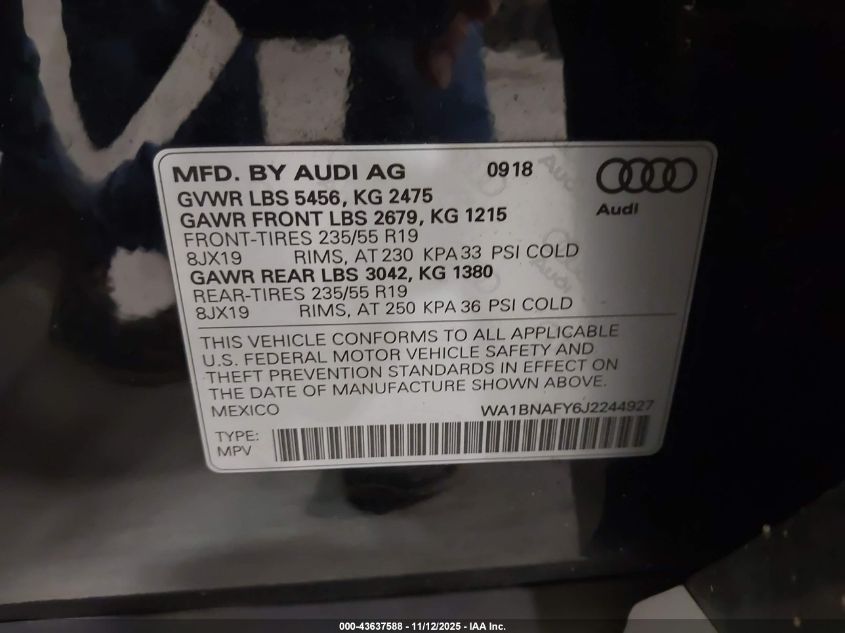 MFD. BY AUDI AG 0918
GVWR LBS 5456, KG 2475
GAWR FRONT LBS 2679, KG 1215
Audi
FRONT-TIRES 235/55 R19
8JX19 RIMS, AT 230 KPA 33 PSI COLD
GAWR REAR LBS 3042, KG 1380
REAR-TIRES 235/55 R19
8JX19 RIMS, AT 250 KPA 36 PSI COLD
THIS VEHICLE CONFORMS TO ALL APPLICABLE
U.S. FEDERAL MOTOR VEHICLE SAFETY AND
THEFT PREVENTION STANDARDS IN EFFECT ON
THE DATE OF MANUFACTURE SHOWN ABOVE.
MEXICO WA1BNAFY6J2244927
TYPE:
MPV
000-43637588 - 11/12/2025 - IAA Inc.